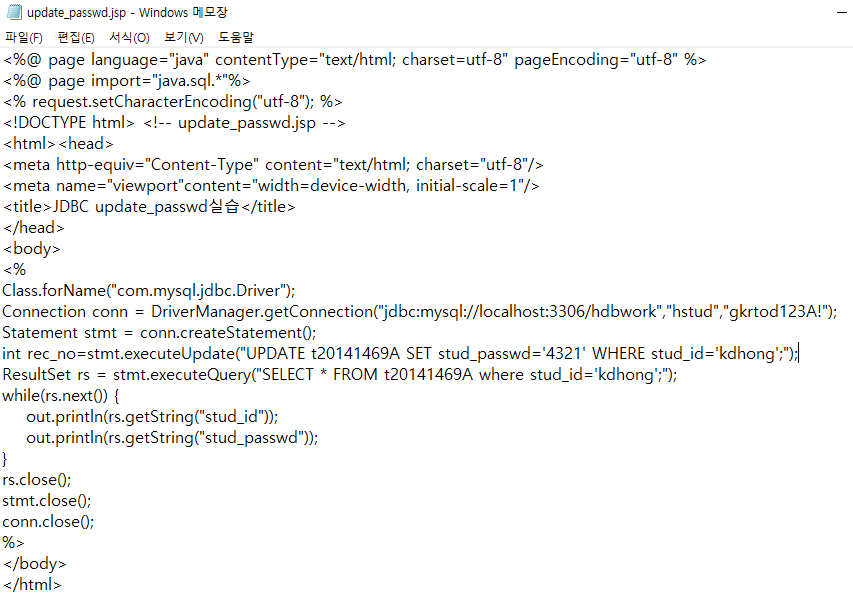 update_passwd.jsp - Windows 메모장
파일(F) 편집(E) 서식(O) 보기(V) 도움말
<%@ page language="java" contentType="text/html; charset=utf-8" pageEncoding="utf-8" %>
<%@ page import="java.sql.*"%>
<% request.setCharacterEncoding("utf-8"); %>
<!DOCTYPE html> <!-- update_passwd.jsp -->
<html><head>
<meta http-equiv="Content-Type" content="text/html; charset="utf-8"/>
<meta name="viewport"content="width=device-width, initial-scale=1"/>
<title>JDBC update_passwd실습</title>
</head>
<body>
<%
Class.forName("com.mysql.jdbc.Driver");
Connection conn = DriverManager.getConnection("jdbc:mysql://localhost:3306/hdbwork","hstud","gkrtod123A!");
Statement stmt = conn.createStatement();
int rec_no=stmt.executeUpdate("UPDATE t20141469A SET stud_passwd='4321' WHERE stud_id='kdhong';");
ResultSet rs = stmt.executeQuery("SELECT * FROM t20141469A where stud_id='kdhong';");
while(rs.next()) {
    out.println(rs.getString("stud_id"));
    out.println(rs.getString("stud_passwd"));
}
rs.close();
stmt.close();
conn.close();
%>
</body>
</html>